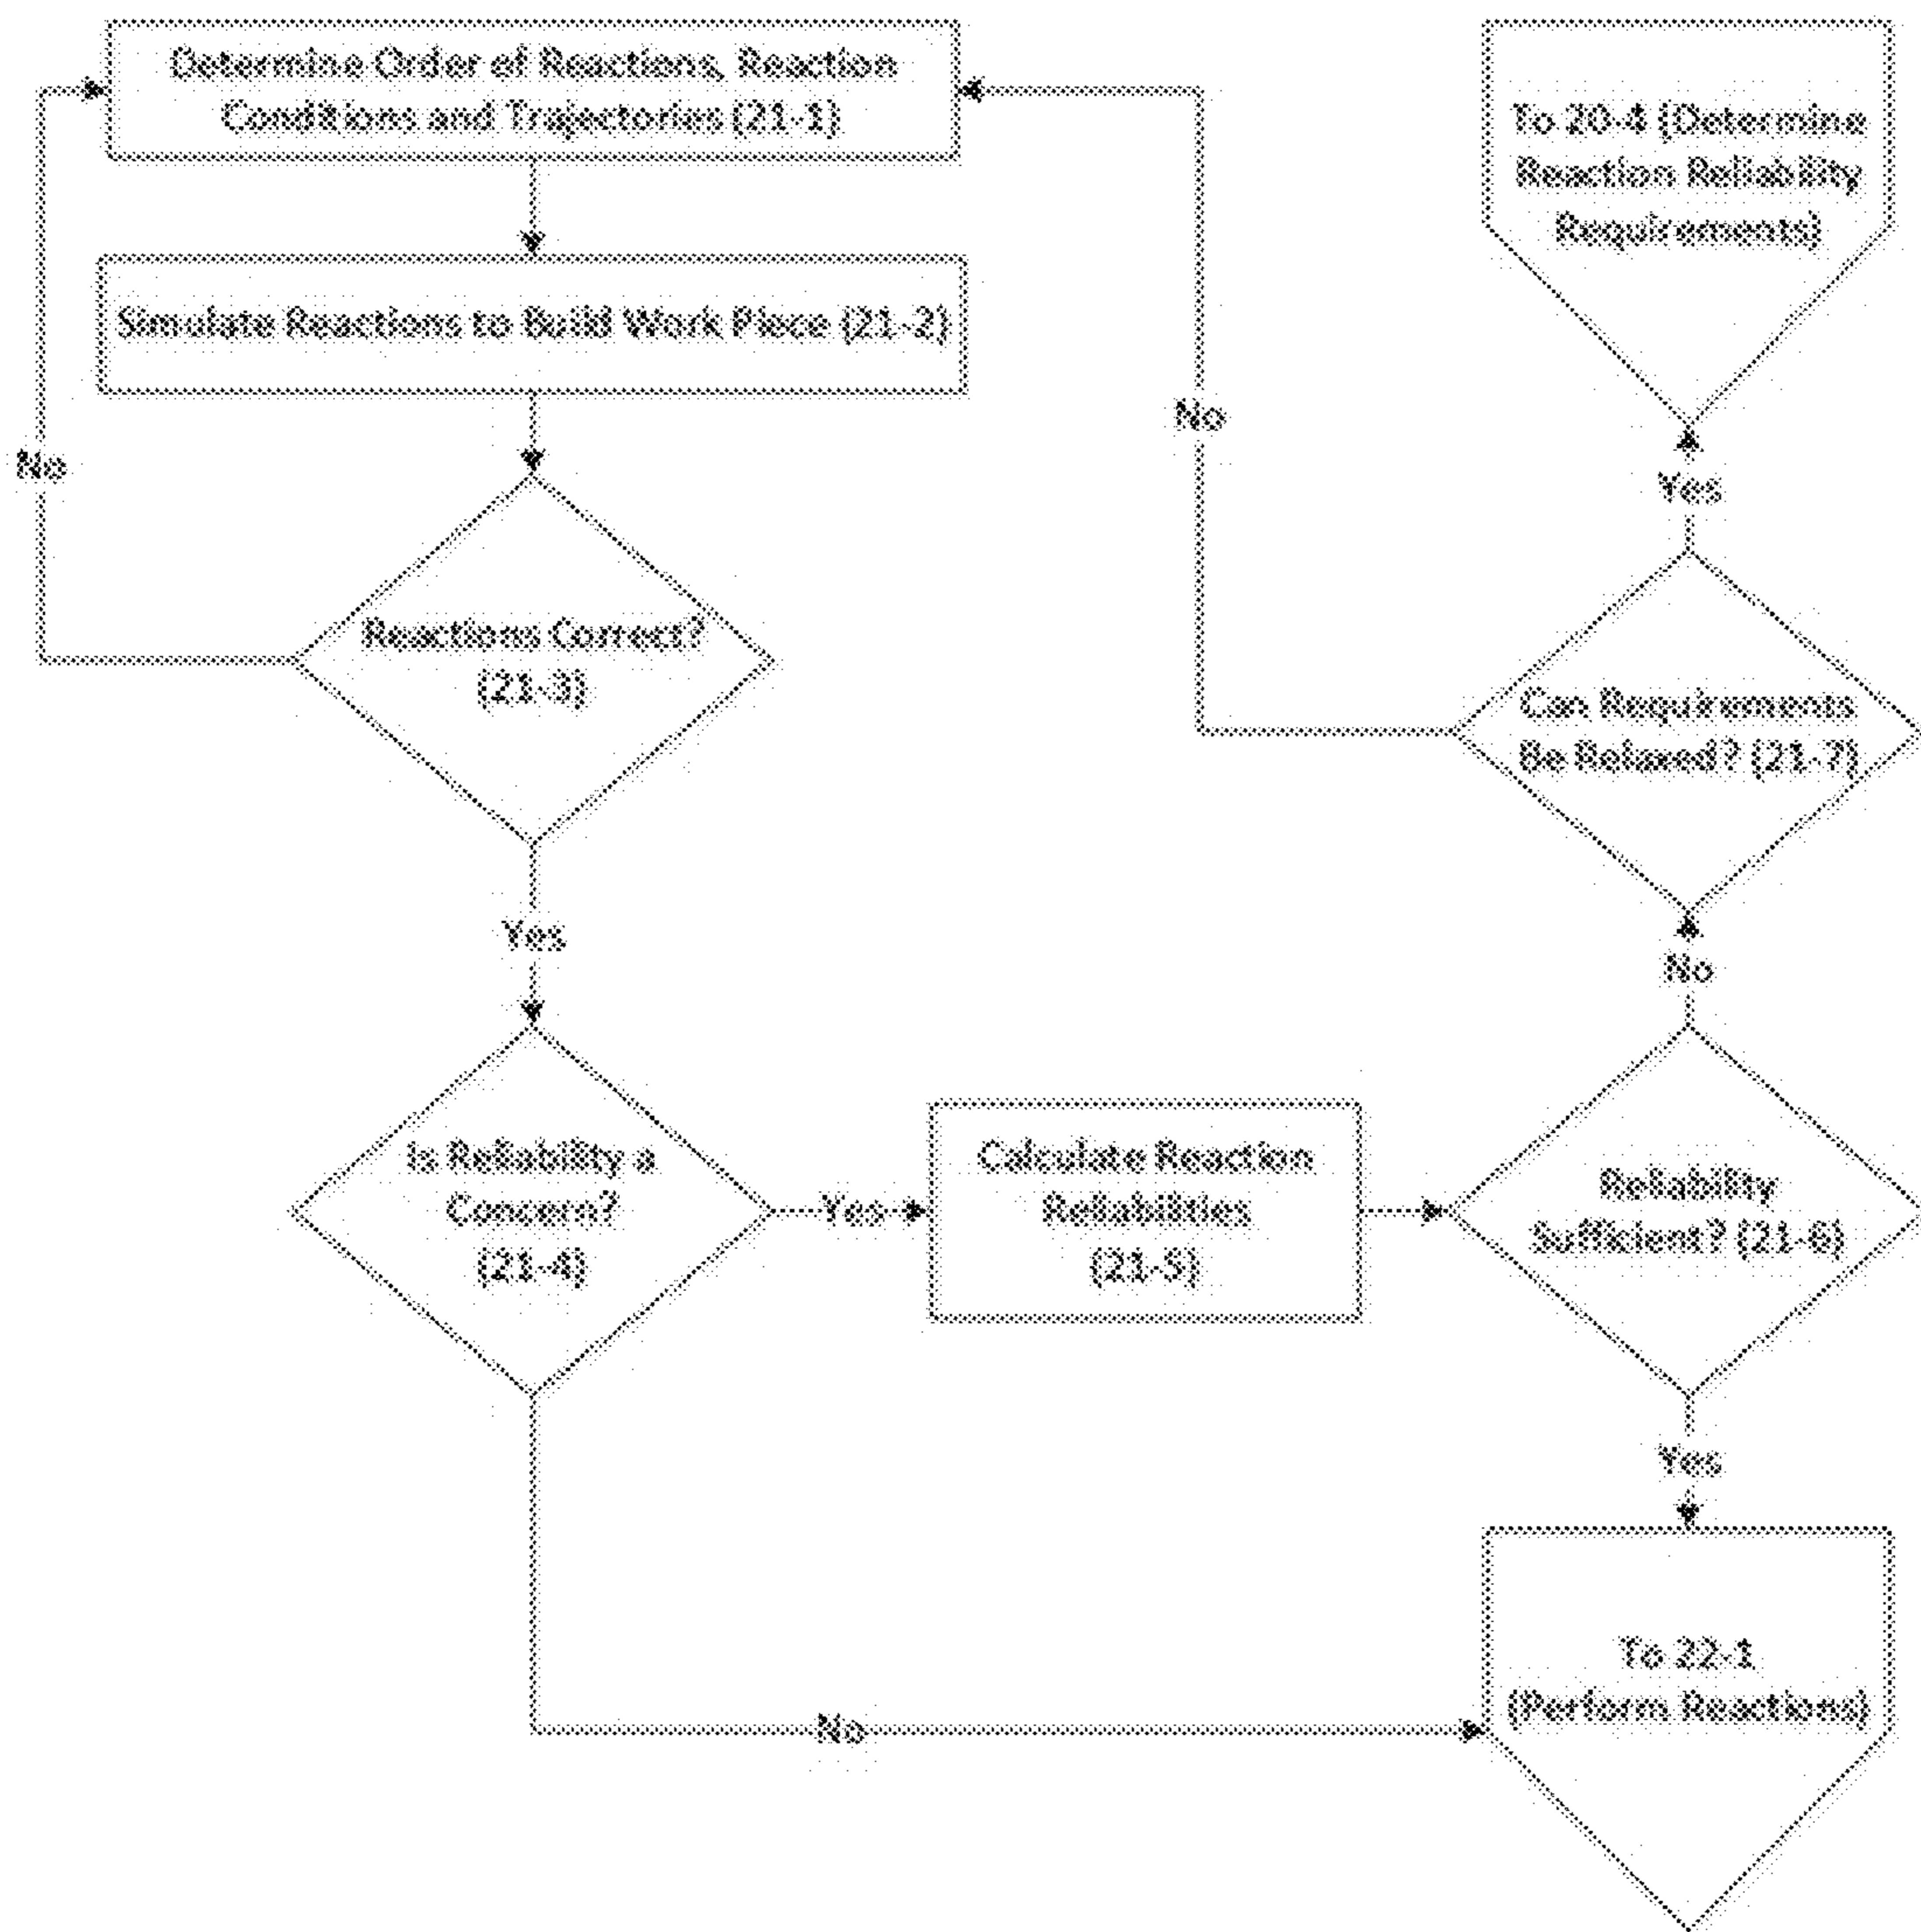 Determine Order of Reactions, Reaction
Conditions and Trajectories (21-1)
Simulate Reactions to Build Work Piece (21-2)
No
Reactions Correct?
(21-3)
Yes
Is Reliability a
Concern?
(21-4)
Yes
Calculate Reaction
Reliabilities
(21-5)
No
Reliability
Sufficient? (21-6)
No
Can Requirements
Be Relaxed? (21-7)
No
Yes
To 20-4 (Determine
Reaction Reliability
Requirements)
Yes
To 22-1
(Perform Reactions)